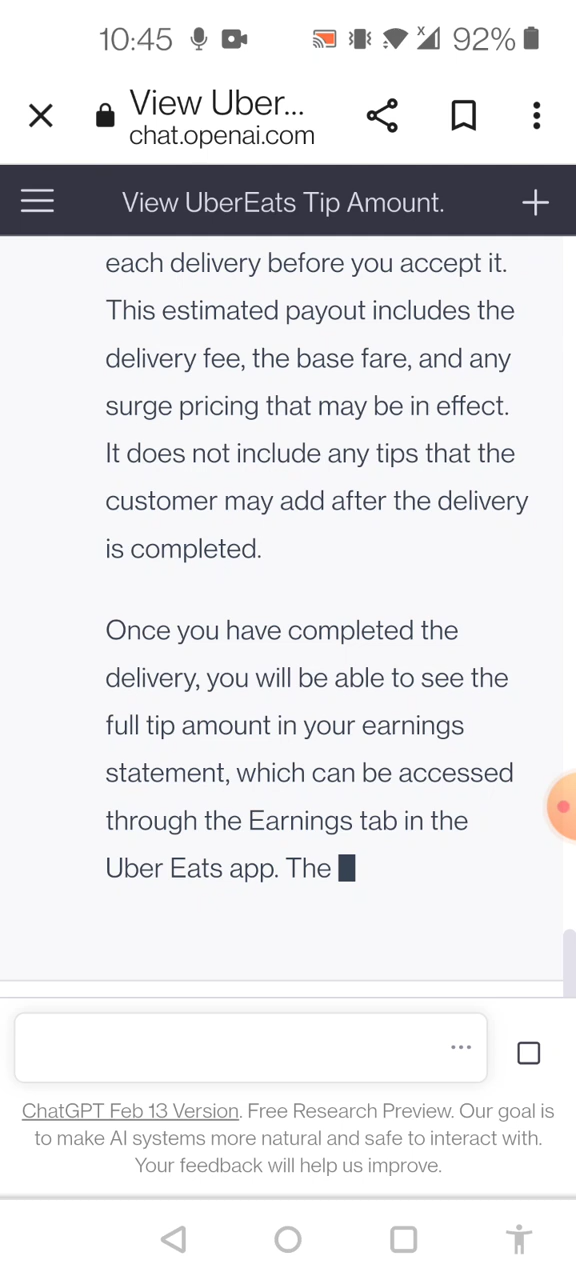 10:45
92%
View Uber...
chat.openai.com
View UberEats Tip Amount.
each delivery before you accept it.
This estimated payout includes the
delivery fee, the base fare, and any
surge pricing that may be in effect.
It does not include any tips that the
customer may add after the delivery
is completed.
Once you have completed the
delivery, you will be able to see the
full tip amount in your earnings
statement, which can be accessed
through the Earnings tab in the
Uber Eats app. The
ChatGPT Feb 13 Version. Free Research Preview. Our goal is
to make AI systems more natural and safe to interact with.
Your feedback will help us improve.